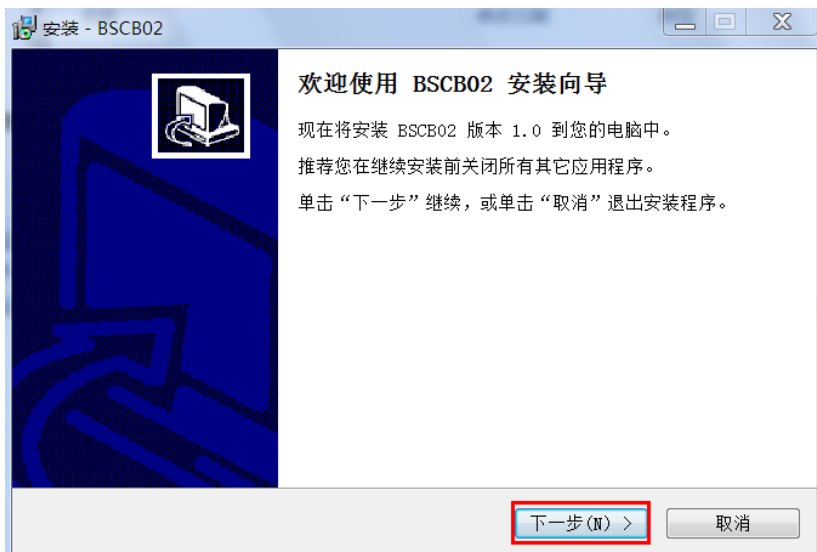 安装 - BSCB02
欢迎使用 BSCB02 安装向导
现在将安装 BSCB02 版本 1.0 到您的电脑中。
推荐您在继续安装前关闭所有其它应用程序。
单击“下一步”继续，或单击“取消”退出安装程序。
下一步(N) >
取消